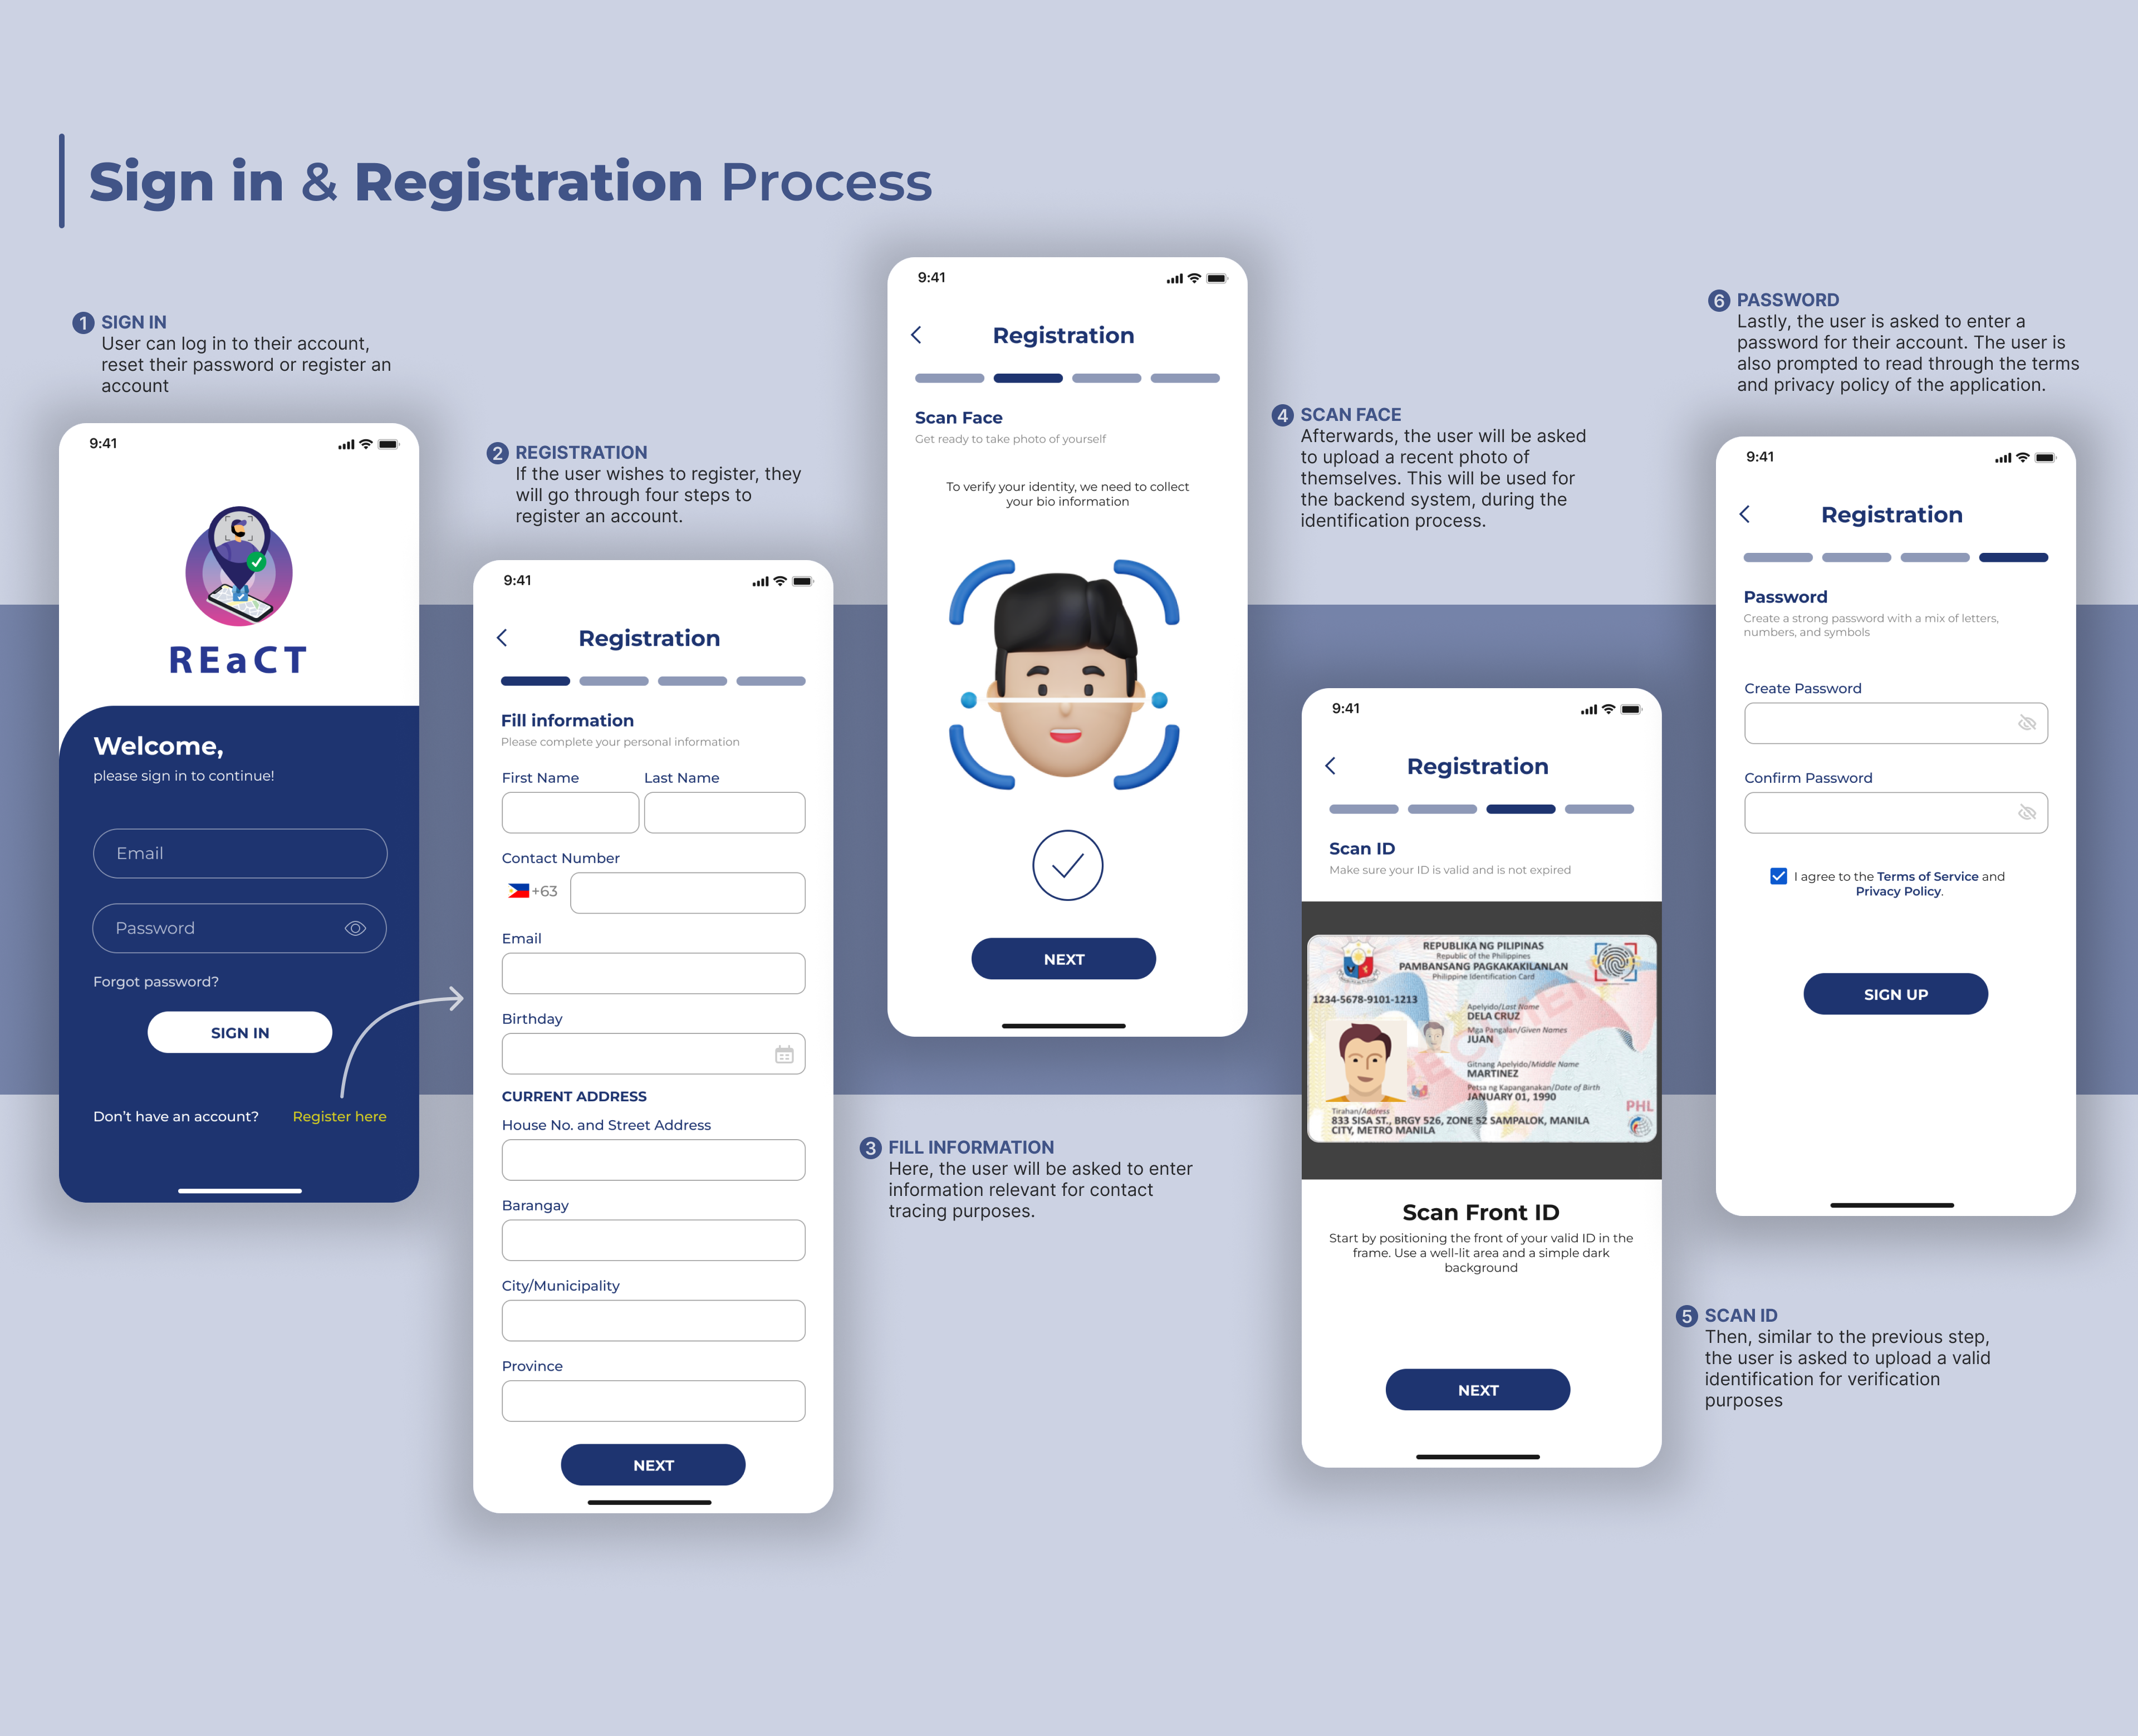 Sign in & Registration Process
1 SIGN IN
User can log in to their account,
reset their password or register an
account
9:41
REaCT
Welcome,
please sign in to continue!
Email
Password
Forgot password?
SIGN IN
Don't have an account? Register here
2 REGISTRATION
If the user wishes to register, they
will go through four steps to
register an account.
9:41
Registration
Fill information
Please complete your personal information
First Name Last Name
Contact Number
+63
Email
Birthday
CURRENT ADDRESS
House No. and Street Address
Barangay
City/Municipality
Province
NEXT
3 FILL INFORMATION
Here, the user will be asked to enter
information relevant for contact
tracing purposes.
9:41
Registration
Scan Face
Get ready to take photo of yourself
To verify your identity, we need to collect
your bio information
NEXT
4 SCAN FACE
Afterwards, the user will be asked
to upload a recent photo of
themselves. This will be used for
the backend system, during the
identification process.
9:41
Registration
Scan ID
Make sure your ID is valid and is not expired
REPUBLIKA NG PILIPINAS
Republic of the Philippines
PAMBANSANG PAGKAKAKILANLAN
Philippine Identification Card
1234-5678-9101-1213
Apelyido/Last Name
DELA CRUZ
Mga Pangalan/Given Names
JUAN
Gitnang Apelyido/Middle Name
MARTINEZ
Petsa ng Kapanganakan/Date of Birth
JANUARY 01, 1990
PHL
Tirahan/Address
833 SISA ST., BRGY 526, ZONE 52 SAMPALOK, MANILA
CITY, METRO MANILA
Scan Front ID
Start by positioning the front of your valid ID in the
frame. Use a well-lit area and a simple dark
background
NEXT
5 SCAN ID
Then, similar to the previous step,
the user is asked to upload a valid
identification for verification
purposes
6 PASSWORD
Lastly, the user is asked to enter a
password for their account. The user is
also prompted to read through the terms
and privacy policy of the application.
9:41
Registration
Password
Create a strong password with a mix of letters,
numbers, and symbols
Create Password
Confirm Password
I agree to the Terms of Service and
Privacy Policy.
SIGN UP